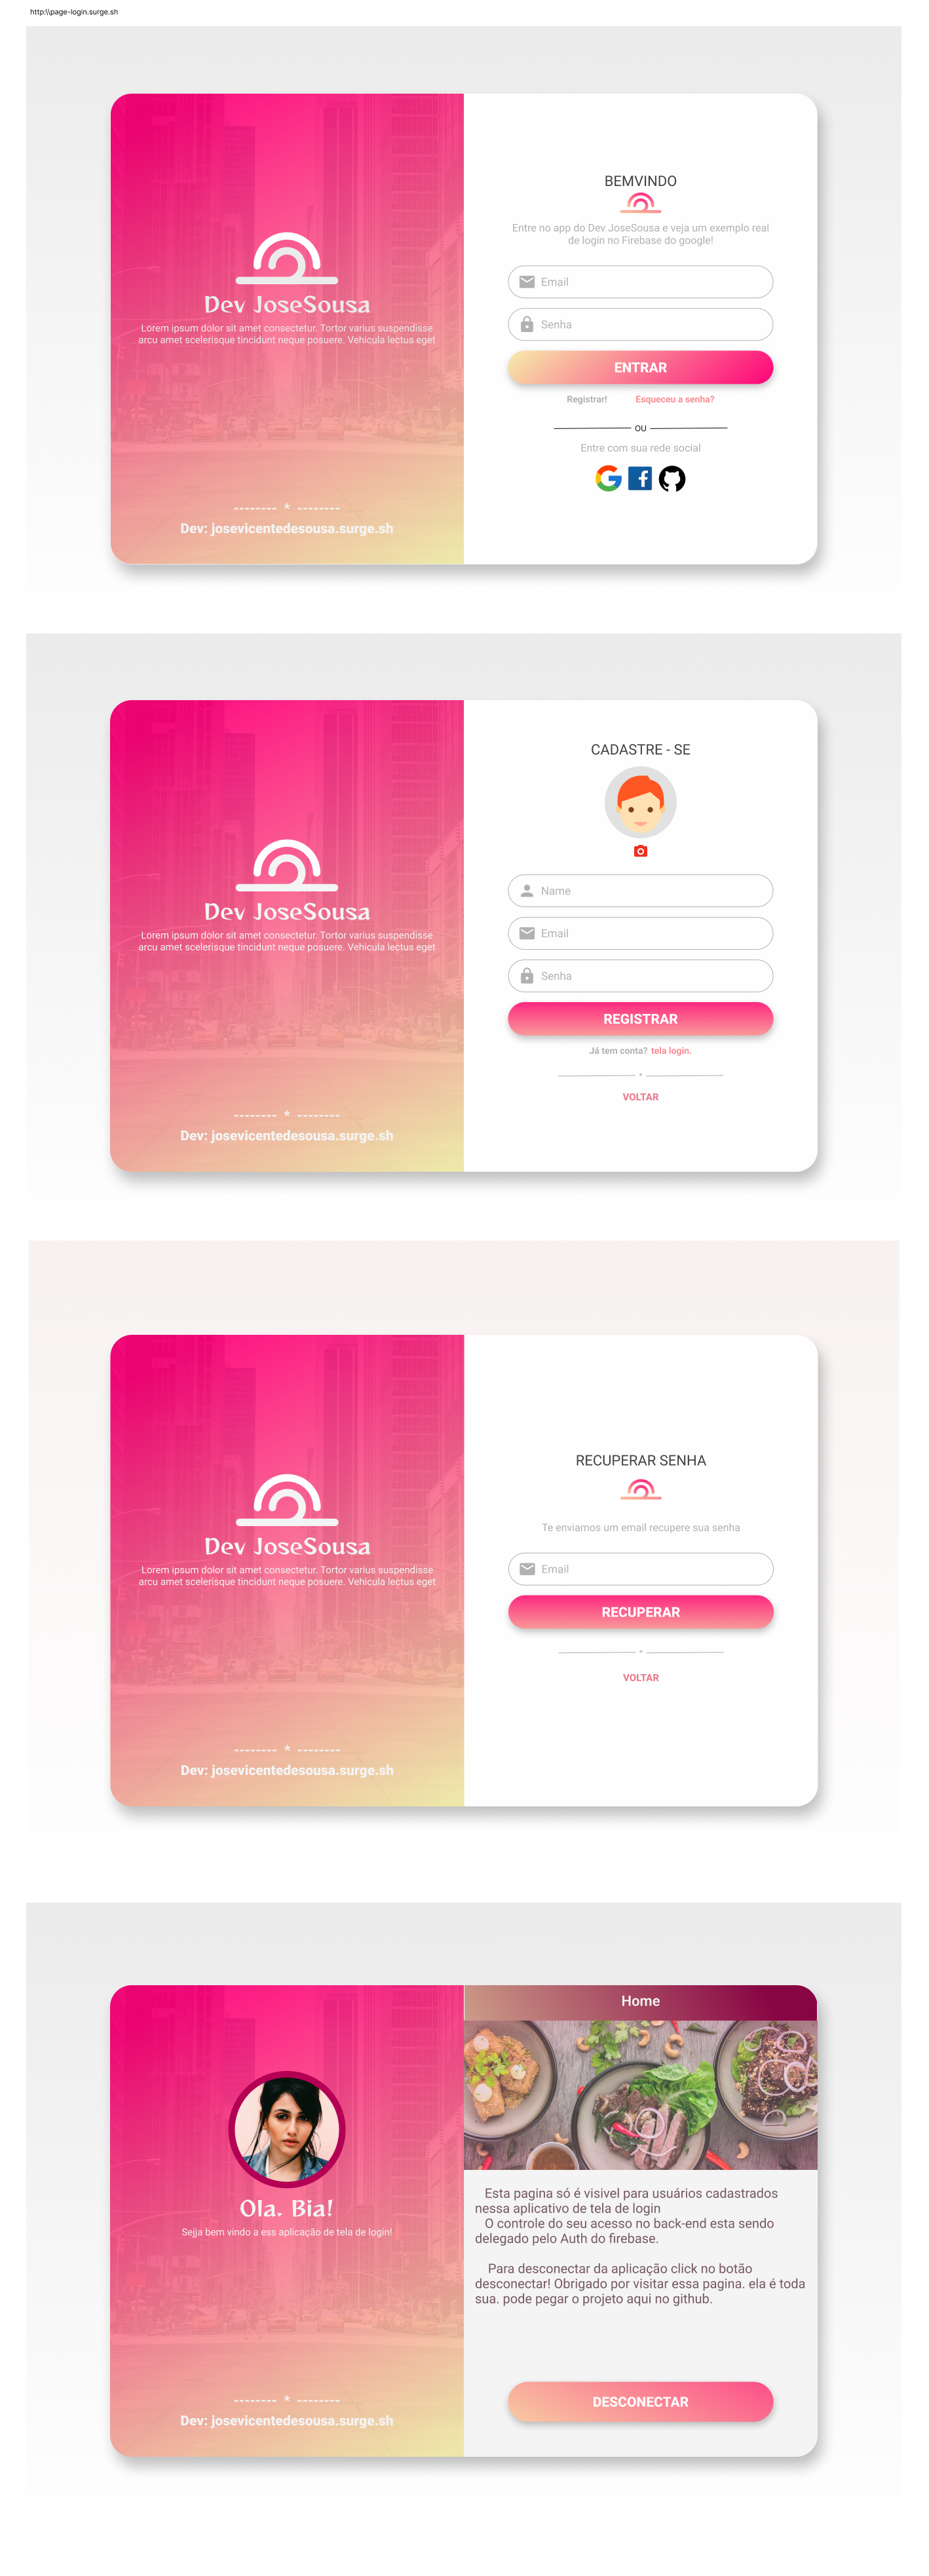 http:\\page-login.surge.sh
Dev JoseSousa
Lorem ipsum dolor sit amet consectetur. Tortor varius suspendisse
arcu amet scelerisque tincidunt neque posuere. Vehicula lectus eget
-------- * --------
Dev: josevicentedesousa.surge.sh
BEMVINDO
Entre no app do Dev JoseSousa e veja um exemplo real
de login no Firebase do google!
Email
Senha
ENTRAR
Registrar! Esqueceu a senha?
OU
Entre com sua rede social
Dev JoseSousa
Lorem ipsum dolor sit amet consectetur. Tortor varius suspendisse
arcu amet scelerisque tincidunt neque posuere. Vehicula lectus eget
-------- * --------
Dev: josevicentedesousa.surge.sh
CADASTRE - SE
Name
Email
Senha
REGISTRAR
Já tem conta? tela login.
*
VOLTAR
Dev JoseSousa
Lorem ipsum dolor sit amet consectetur. Tortor varius suspendisse
arcu amet scelerisque tincidunt neque posuere. Vehicula lectus eget
-------- * --------
Dev: josevicentedesousa.surge.sh
RECUPERAR SENHA
Te enviamos um email recupere sua senha
Email
RECUPERAR
*
VOLTAR
Ola, Bia!
Sejja bem vindo a ess aplicação de tela de login!
-------- * --------
Dev: josevicentedesousa.surge.sh
Home
Esta pagina só é visivel para usuários cadastrados
nessa aplicativo de tela de login
O controle do seu acesso no back-end esta sendo
delegado pelo Auth do firebase.
Para desconectar da aplicação click no botão
desconectar! Obrigado por visitar essa pagina. ela é toda
sua. pode pegar o projeto aqui no github.
DESCONECTAR